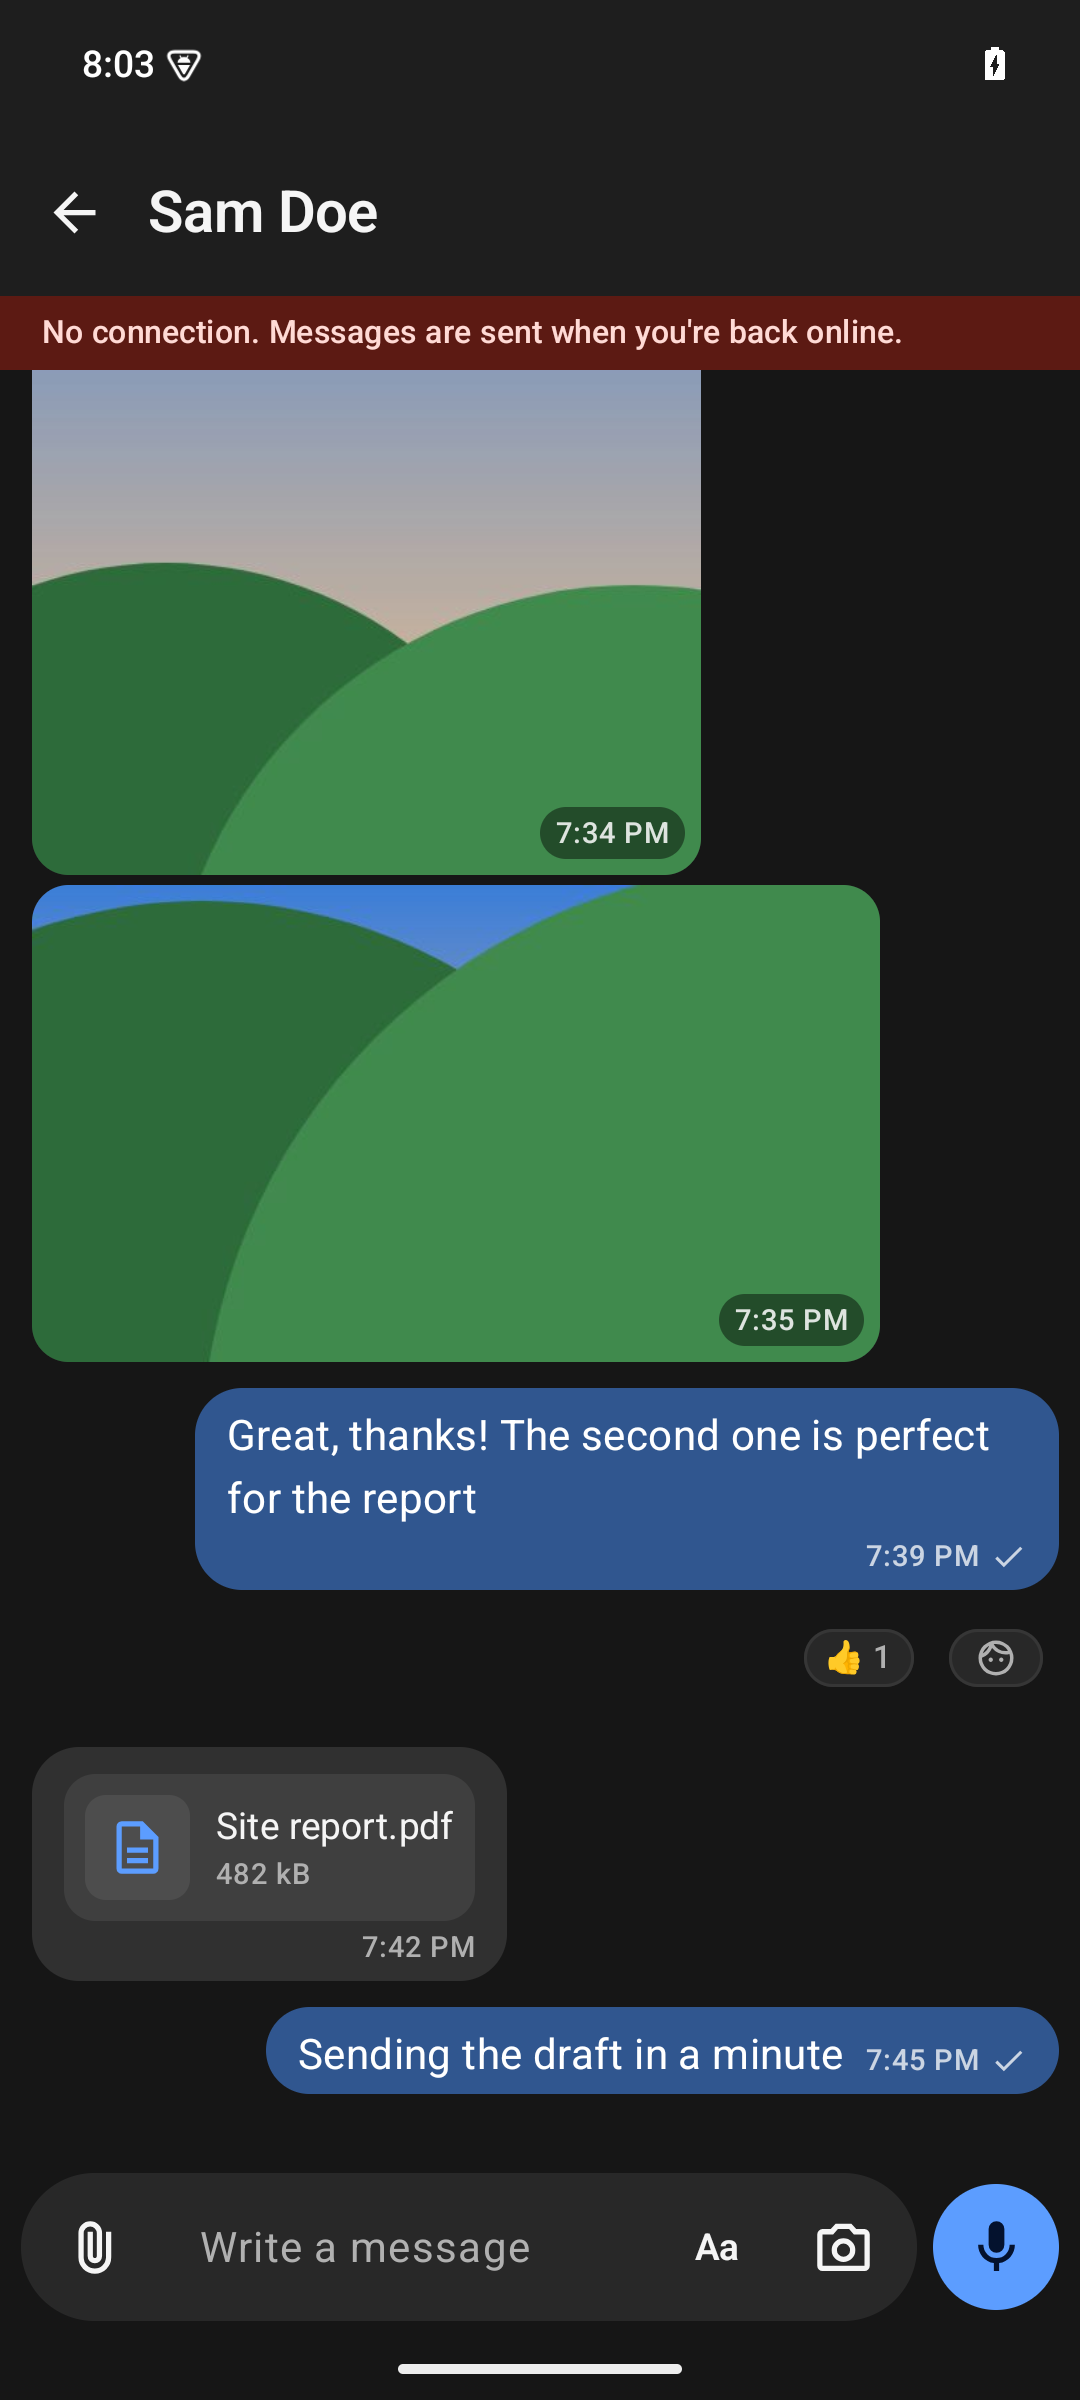 8:03
Sam Doe
No connection. Messages are sent when you're back online.
7:34 PM
7:35 PM
Great, thanks! The second one is perfect
for the report
7:39 PM
👍 1
Site report.pdf
482 kB
7:42 PM
Sending the draft in a minute 7:45 PM
Write a message Aa